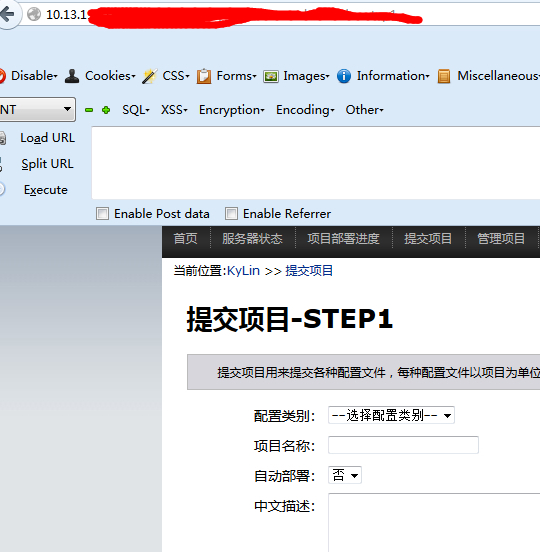 10.13.1
Disable Cookies CSS Forms Images Information Miscellaneous
NT SQL XSS Encryption Encoding Other
Load URL
Split URL
Execute
Enable Post data Enable Referrer
首页 服务器状态 项目部署进度 提交项目 管理项目
当前位置:KyLin >> 提交项目
提交项目-STEP1
提交项目用来提交各种配置文件，每种配置文件以项目为单位
配置类别： --选择配置类别--
项目名称：
自动部署： 否
中文描述：